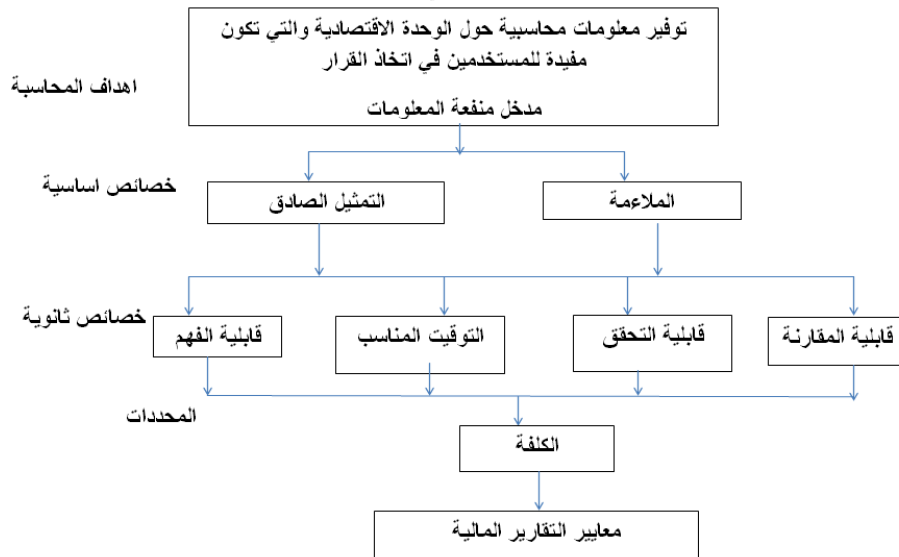 توفير معلومات محاسبية حول الوحدة الاقتصادية والتي تكون
مفيدة للمستخدمين في اتخاذ القرار
مدخل منفعة المعلومات
اهداف المحاسبة
خصائص اساسية
الملاءمة
التمثيل الصادق
خصائص ثانوية
قابلية المقارنة
قابلية التحقق
التوقيت المناسب
قابلية الفهم
المحددات
الكلفة
معايير التقارير المالية